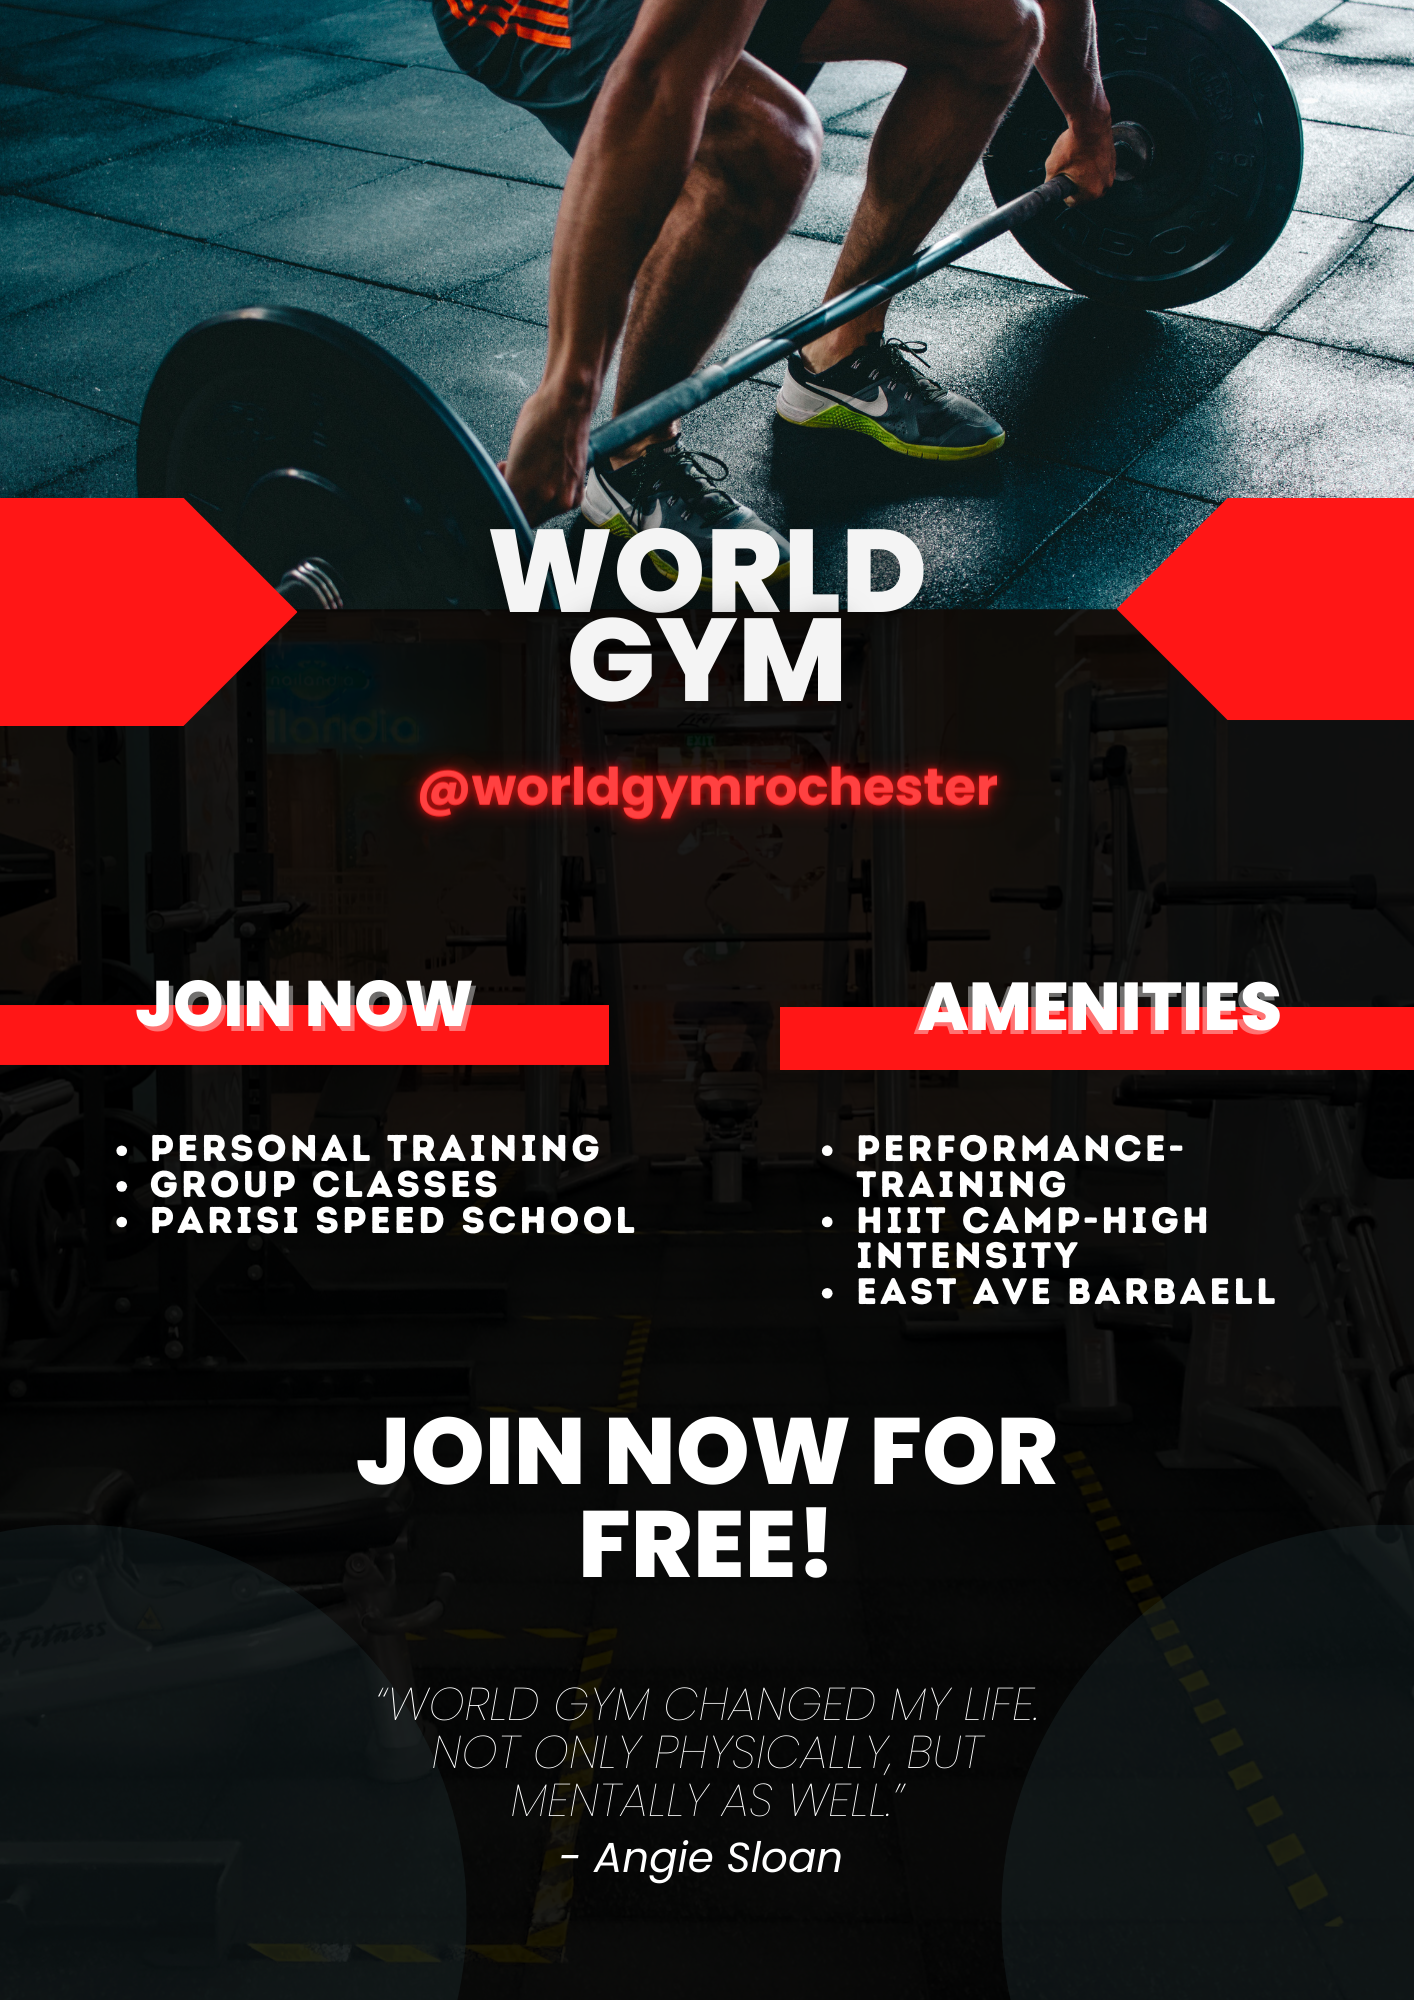 WORLD
GYM
@worldgymrochester
JOIN NOW
• PERSONAL TRAINING
• GROUP CLASSES
• PARISI SPEED SCHOOL
AMENITIES
• PERFORMANCE-
TRAINING
• HIIT CAMP-HIGH
INTENSITY
• EAST AVE BARBAELL
JOIN NOW FOR
FREE!
“WORLD GYM CHANGED MY LIFE.
NOT ONLY PHYSICALLY, BUT
MENTALLY AS WELL.”
- Angie Sloan